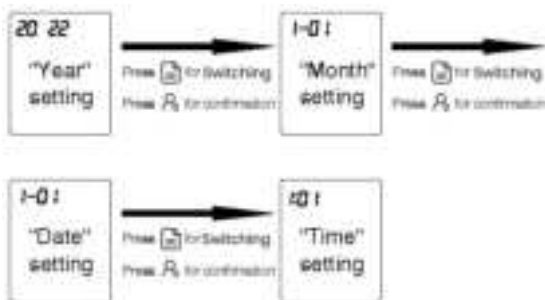 20 22
"Year"
setting
Press for Switching
Press for confirmation
1-01
"Month"
setting
Press for Switching
Press for confirmation
1-01
"Date"
setting
Press for Switching
Press for confirmation
1:01
"Time"
setting